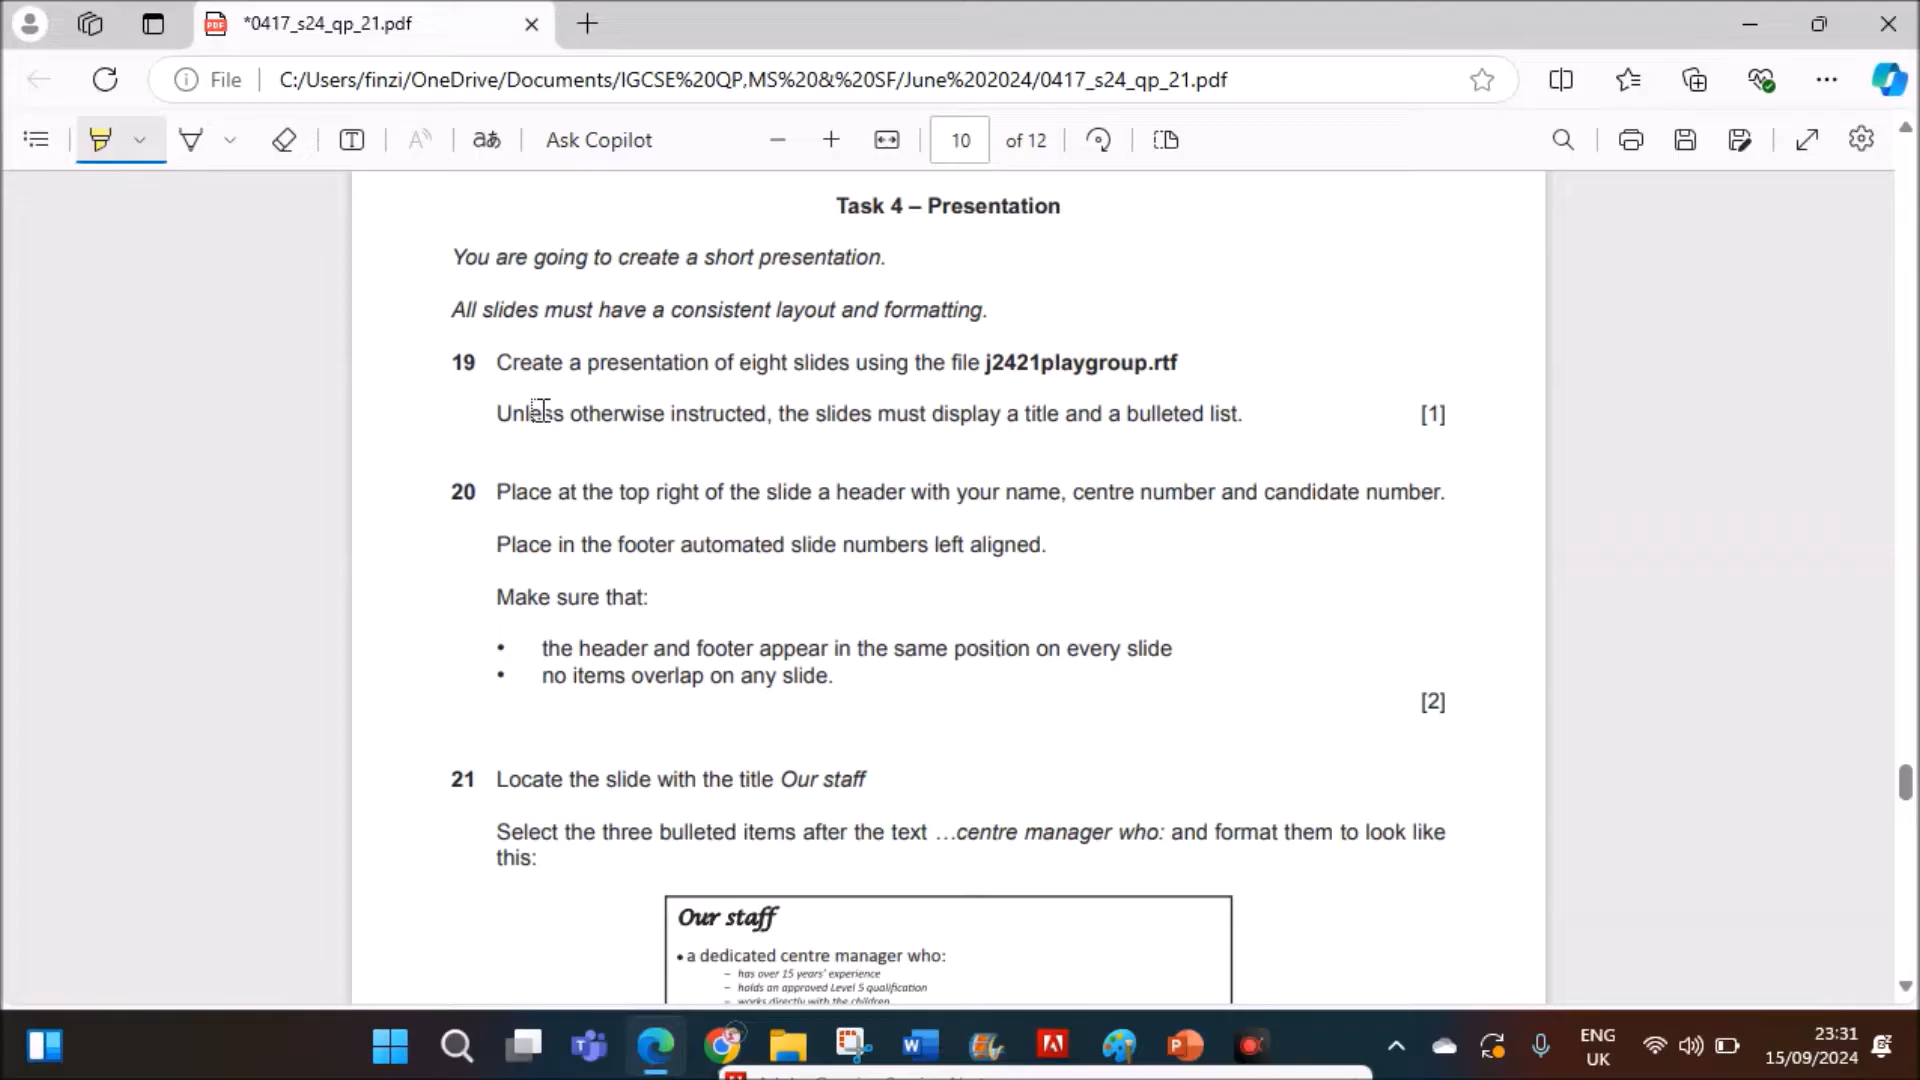 *0417_s24_qp_21.pdf
File
C:/Users/finzi/OneDrive/Documents/IGCSE%20QP,MS%20&%20SF/June%202024/0417_s24_qp_21.pdf
Ask Copilot
10 of 12
Task 4 – Presentation
You are going to create a short presentation.
All slides must have a consistent layout and formatting.
19 Create a presentation of eight slides using the file j2421playgroup.rtf
Unless otherwise instructed, the slides must display a title and a bulleted list. [1]
20 Place at the top right of the slide a header with your name, centre number and candidate number.
Place in the footer automated slide numbers left aligned.
Make sure that:
• the header and footer appear in the same position on every slide
• no items overlap on any slide.
[2]
21 Locate the slide with the title Our staff
Select the three bulleted items after the text …centre manager who: and format them to look like
this:
Our staff
• a dedicated centre manager who:
– has over 15 years' experience
– holds an approved Level 5 qualification
– works directly with the children
ENG
UK
23:31
15/09/2024